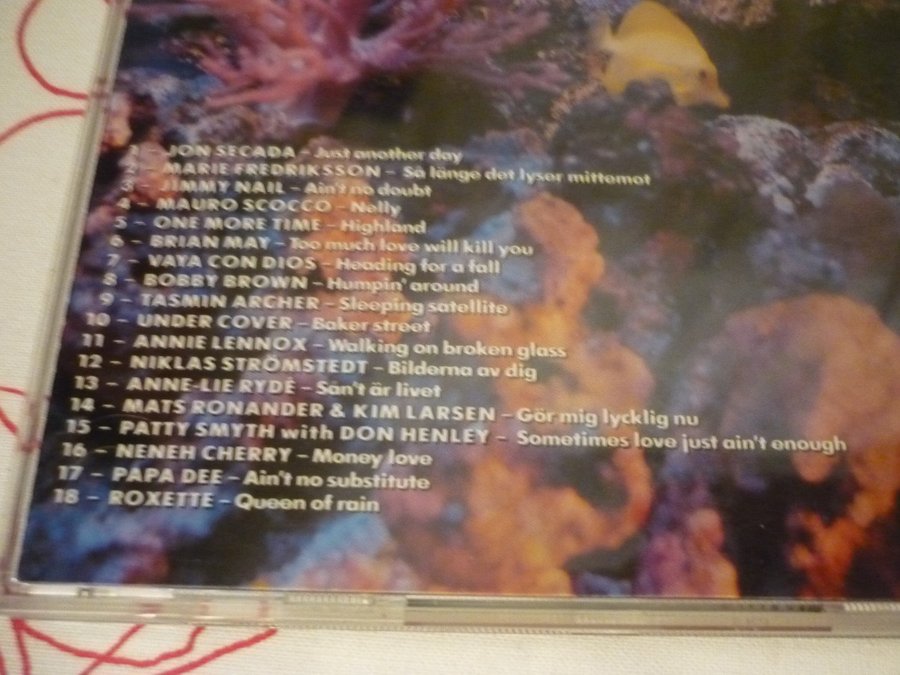 1 – JON SECADA – Just another day
2 – MARIE FREDRIKSSON – Så länge det lyser mittemot
3 – JIMMY NAIL – Ain't no doubt
4 – MAURO SCOCCO – Nelly
5 – ONE MORE TIME – Highland
6 – BRIAN MAY – Too much love will kill you
7 – VAYA CON DIOS – Heading for a fall
8 – BOBBY BROWN – Humpin' around
9 – TASMIN ARCHER – Sleeping satellite
10 – UNDER COVER – Baker street
11 – ANNIE LENNOX – Walking on broken glass
12 – NIKLAS STRÖMSTEDT – Bilderna av dig
13 – ANNE-LIE RYDÉ – Sån't är livet
14 – MATS RONANDER & KIM LARSEN – Gör mig lycklig nu
15 – PATTY SMYTH with DON HENLEY – Sometimes love just ain't enough
16 – NENEH CHERRY – Money love
17 – PAPA DEE – Ain't no substitute
18 – ROXETTE – Queen of rain